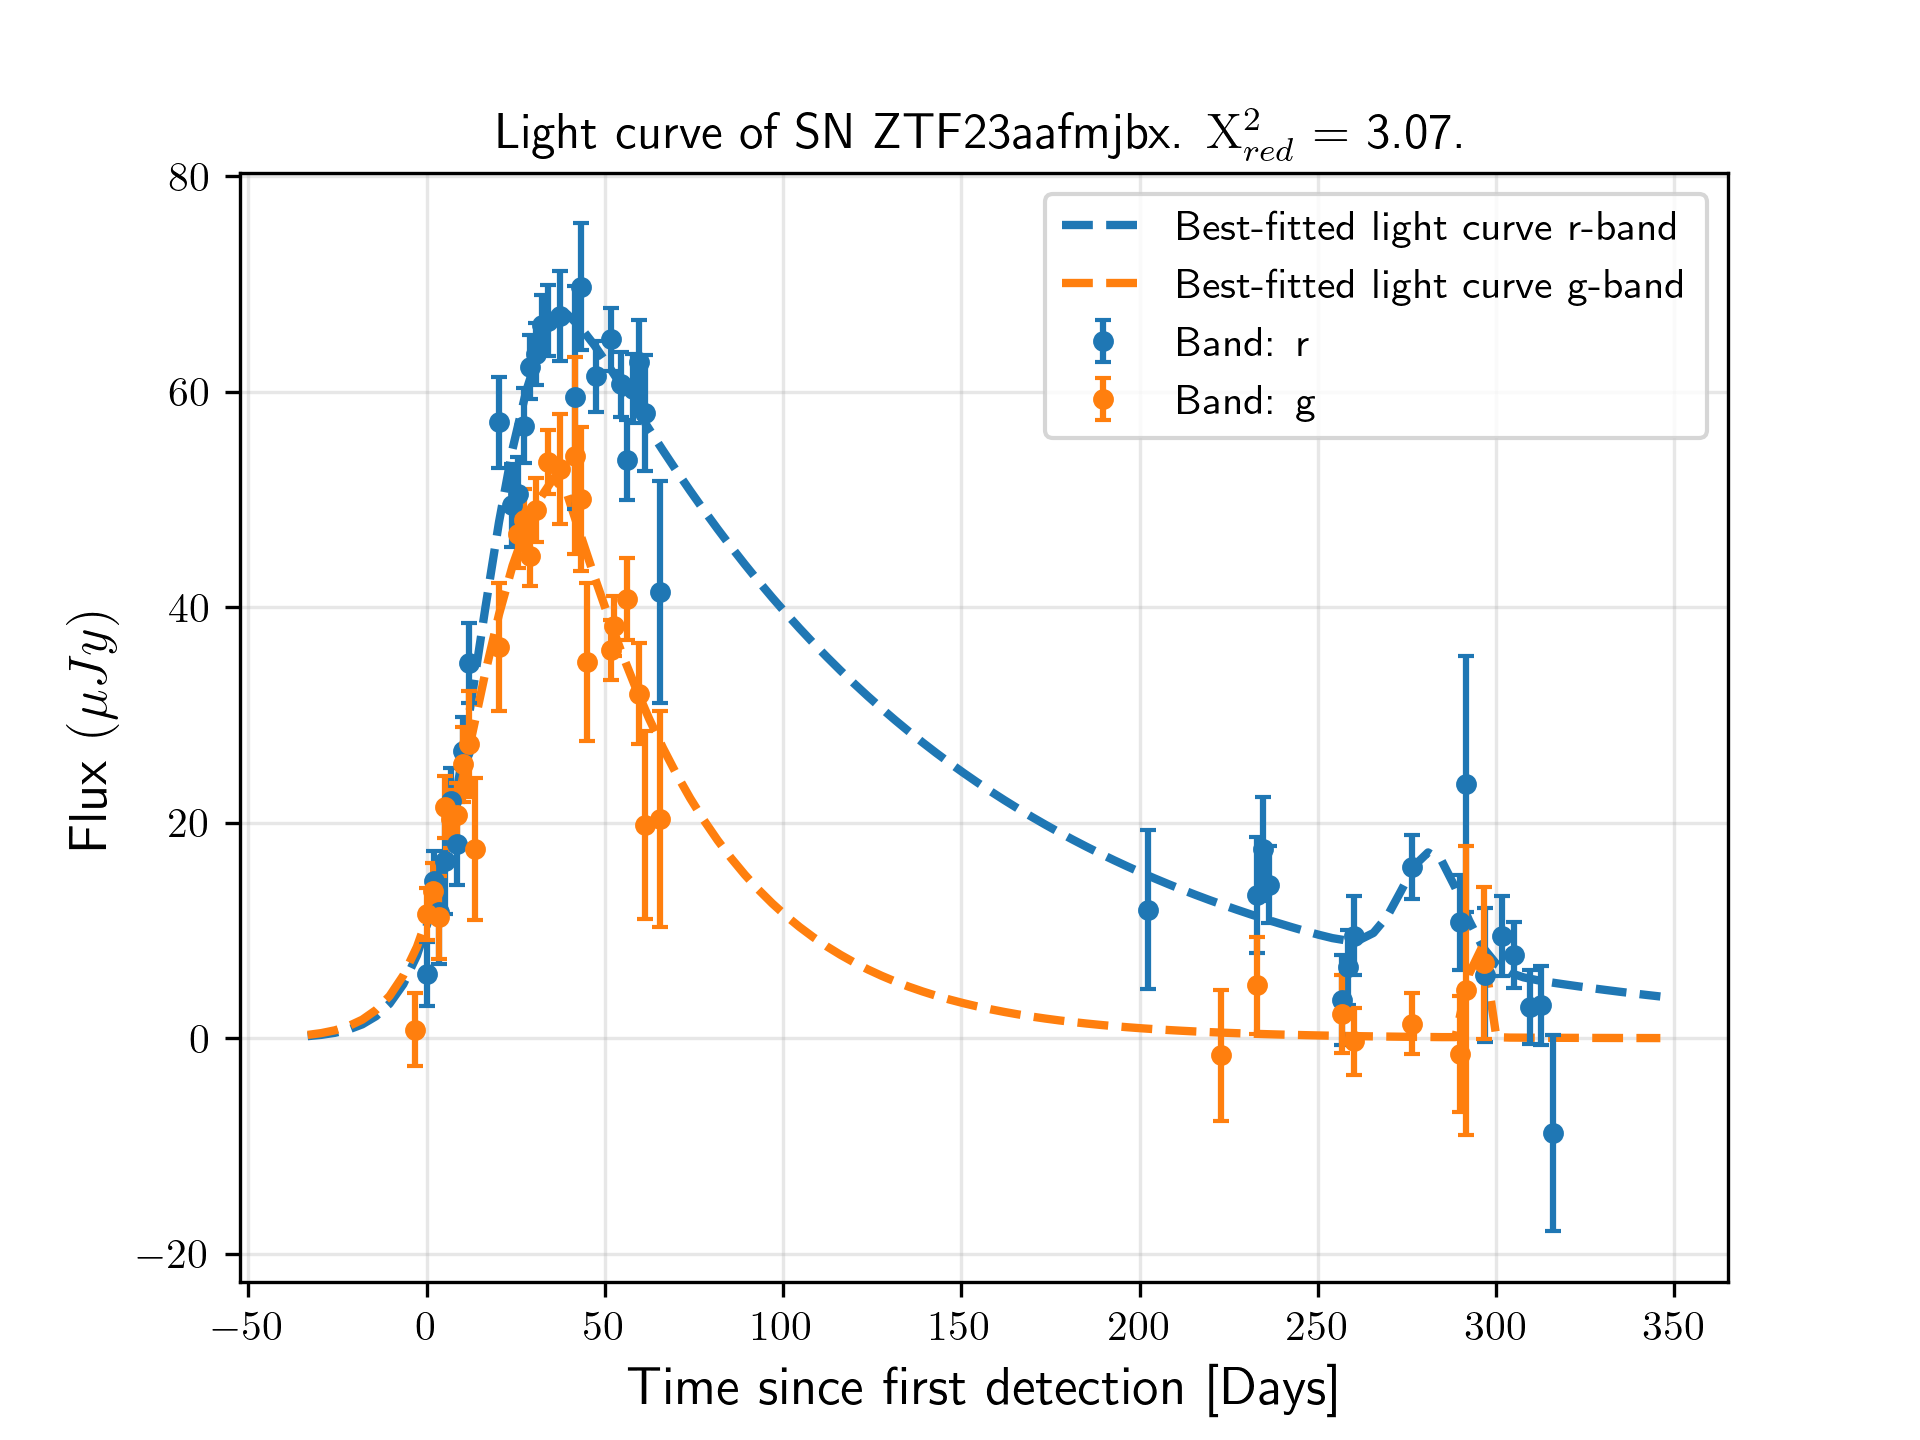 Light curve of SN ZTF23aafmjbx. X²_red = 3.07.
80
60
40
20
0
−20
Flux (μJy)
Best-fitted light curve r-band
Best-fitted light curve g-band
Band: r
Band: g
−50 0 50 100 150 200 250 300 350
Time since first detection [Days]